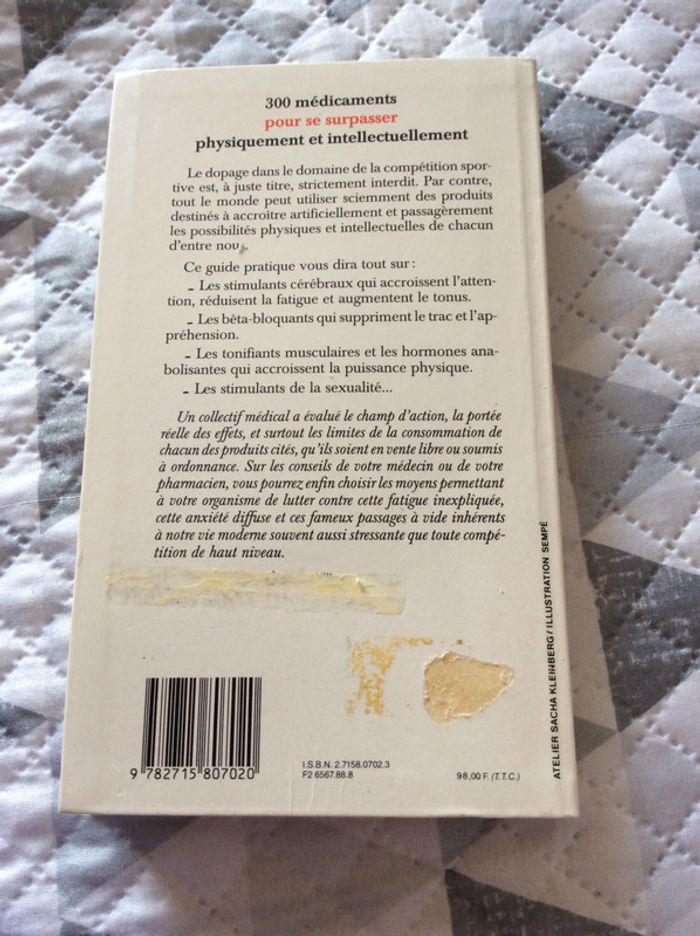 300 médicaments
pour se surpasser
physiquement et intellectuellement
Le dopage dans le domaine de la compétition spor-
tive est, à juste titre, strictement interdit. Par contre,
tout le monde peut utiliser sciemment des produits
destinés à accroître artificiellement et passagèrement
les possibilités physiques et intellectuelles de chacun
d'entre nous.
Ce guide pratique vous dira tout sur :
- Les stimulants cérébraux qui accroissent l'atten-
tion, réduisent la fatigue et augmentent le tonus.
- Les bêta-bloquants qui suppriment le trac et l'ap-
préhension.
- Les tonifiants musculaires et les hormones ana-
bolisantes qui accroissent la puissance physique.
- Les stimulants de la sexualité...
Un collectif médical a évalué le champ d'action, la portée
réelle des effets, et surtout les limites de la consommation de
chacun des produits cités, qu'ils soient en vente libre ou soumis
à ordonnance. Sur les conseils de votre médecin ou de votre
pharmacien, vous pourrez enfin choisir les moyens permettant
à votre organisme de lutter contre cette fatigue inexpliquée,
cette anxiété diffuse et ces fameux passages à vide inhérents
à notre vie moderne souvent aussi stressante que toute compé-
tition de haut niveau.
ATELIER SACHA KLEINBERG / ILLUSTRATION SEMPÉ
9 782715 807020
I.S.B.N. 2.7158.0702.3
F2 6567.88.8
98,00 F. (T.T.C.)